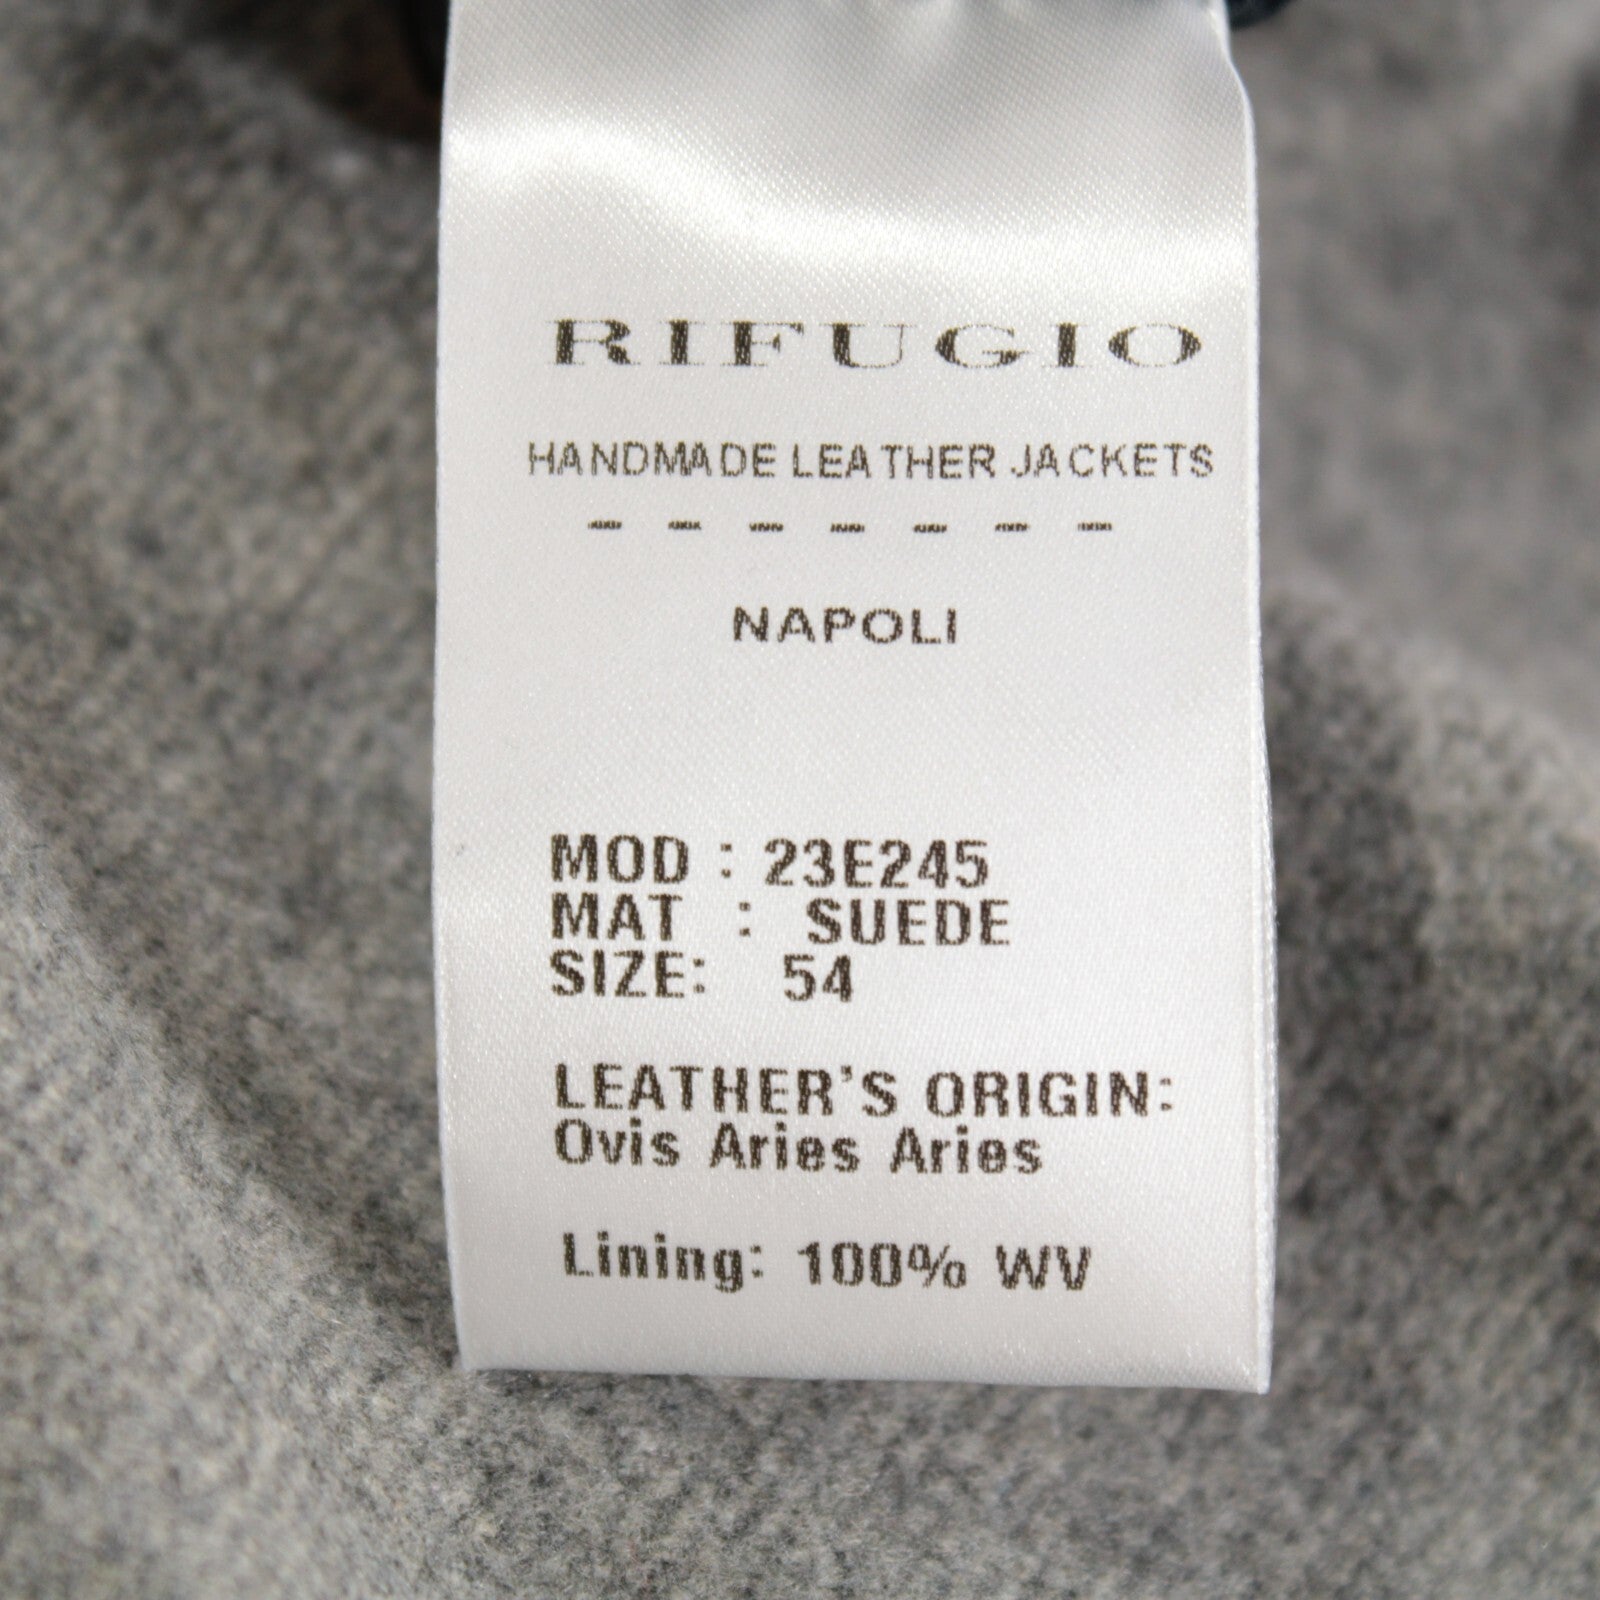 RIFUGIO
HANDMADE LEATHER JACKETS
- - - - - - -
NAPOLI
MOD : 23E245
MAT : SUEDE
SIZE: 54
LEATHER'S ORIGIN:
Ovis Aries Aries
Lining: 100% WV